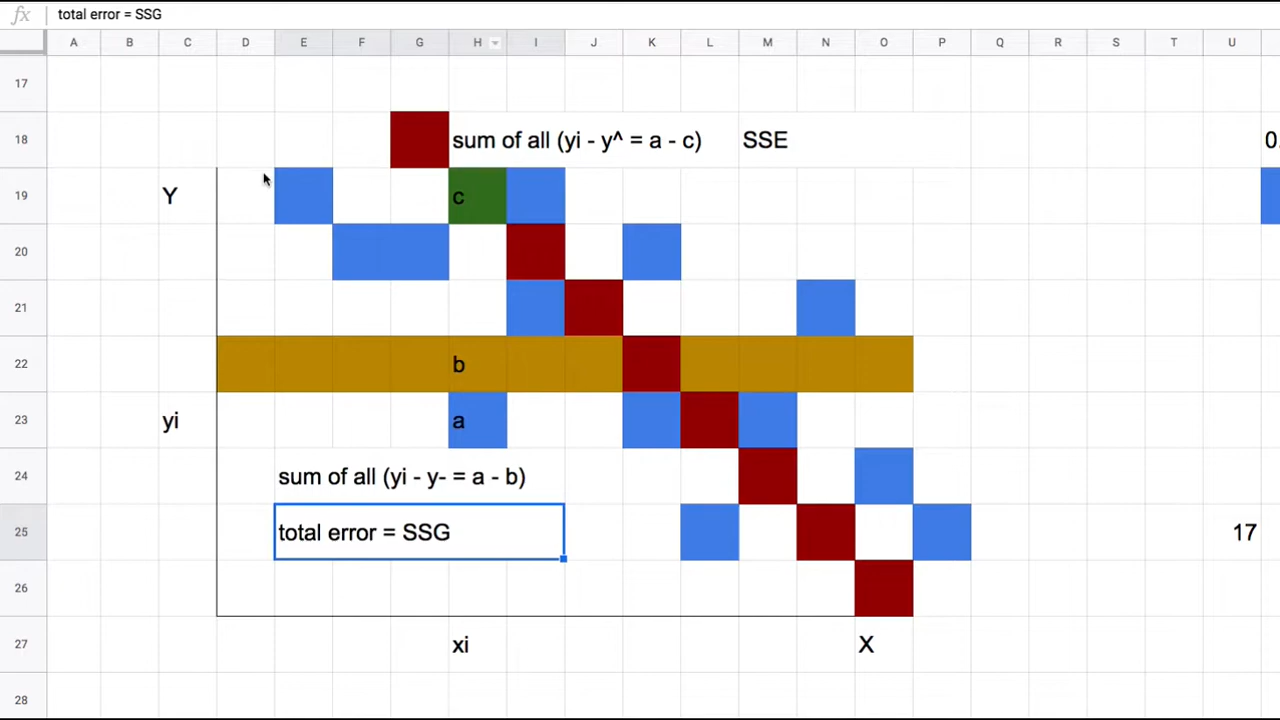 fx total error = SSG
A B C D E F G H I J K L M N O P Q R S T U
17
18 sum of all (yi - y^ = a - c) SSE 0.
19 Y c
20
21
22 b
23 yi a
24 sum of all (yi - y- = a - b)
25 total error = SSG 17
26
27 xi X
28